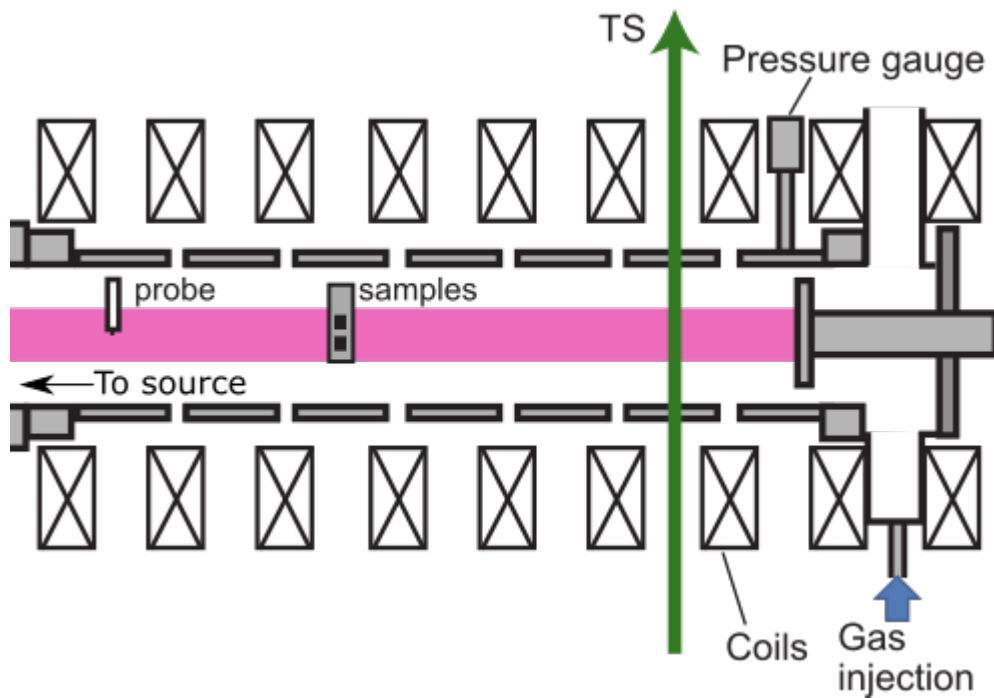 TS
Pressure gauge
probe
samples
To source
Coils
Gas
injection